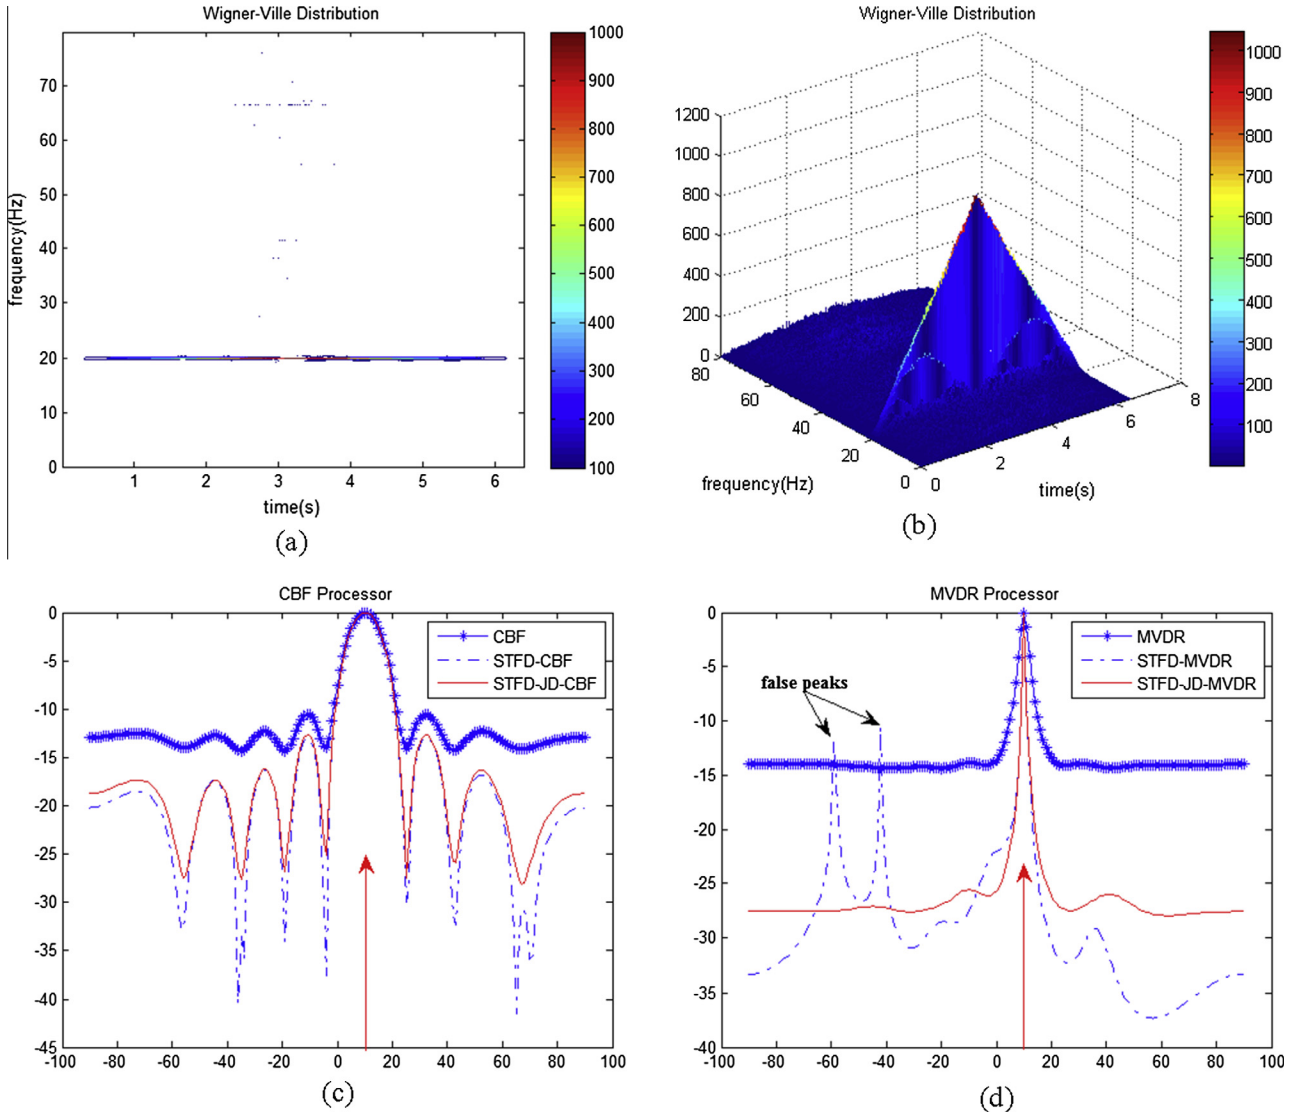 Wigner-Ville Distribution
frequency(Hz)
70
60
50
40
30
20
10
0
1 2 3 4 5 6
time(s)
1000
900
800
700
600
500
400
300
200
100
(a)
Wigner-Ville Distribution
1200
1000
800
600
400
200
0
80
60
40
20
0
frequency(Hz)
0
2
4
6
8
time(s)
1000
900
800
700
600
500
400
300
200
100
(b)
CBF Processor
0
-5
-10
-15
-20
-25
-30
-35
-40
-45
-100 -80 -60 -40 -20 0 20 40 60 80 100
CBF
STFD-CBF
STFD-JD-CBF
(c)
MVDR Processor
0
-5
-10
-15
-20
-25
-30
-35
-40
-100 -80 -60 -40 -20 0 20 40 60 80 100
MVDR
STFD-MVDR
STFD-JD-MVDR
false peaks
(d)